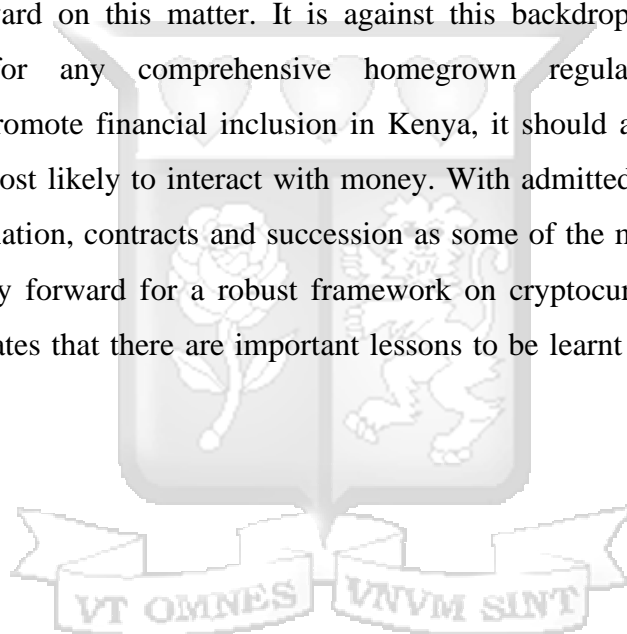 ard on this matter. It is against this backdrop
for any comprehensive homegrown regula
romote financial inclusion in Kenya, it should a
ost likely to interact with money. With admitted
ation, contracts and succession as some of the m
y forward for a robust framework on cryptocur
ates that there are important lessons to be learnt
VT OMNES VNVM SINT